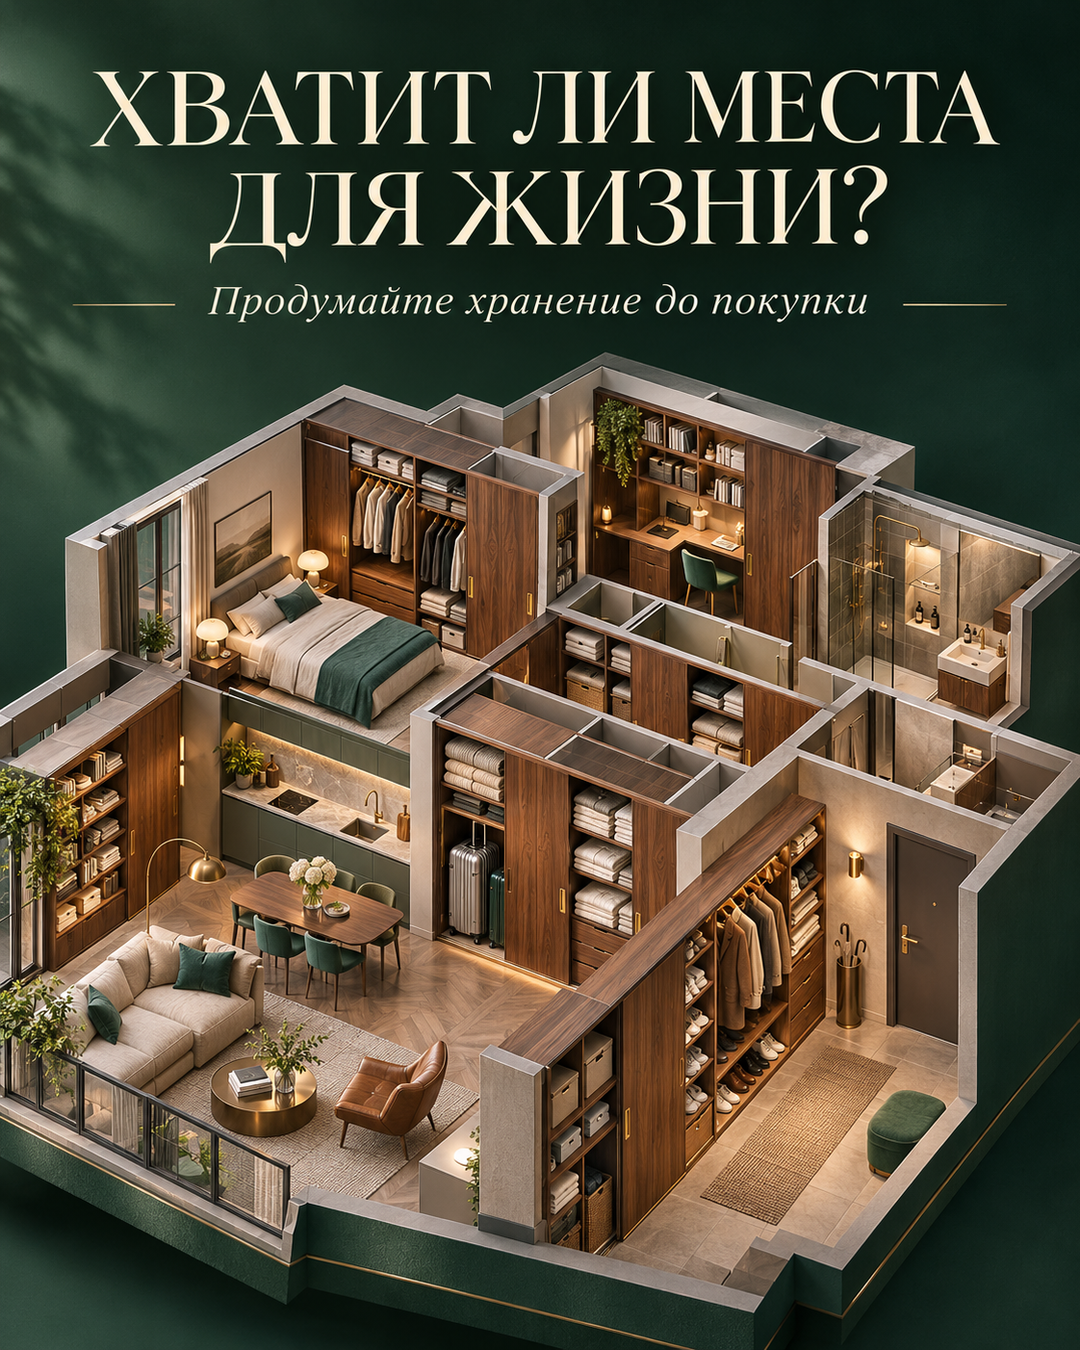 ХВАТИТ ЛИ МЕСТА
ДЛЯ ЖИЗНИ?
Продумайте хранение до покупки